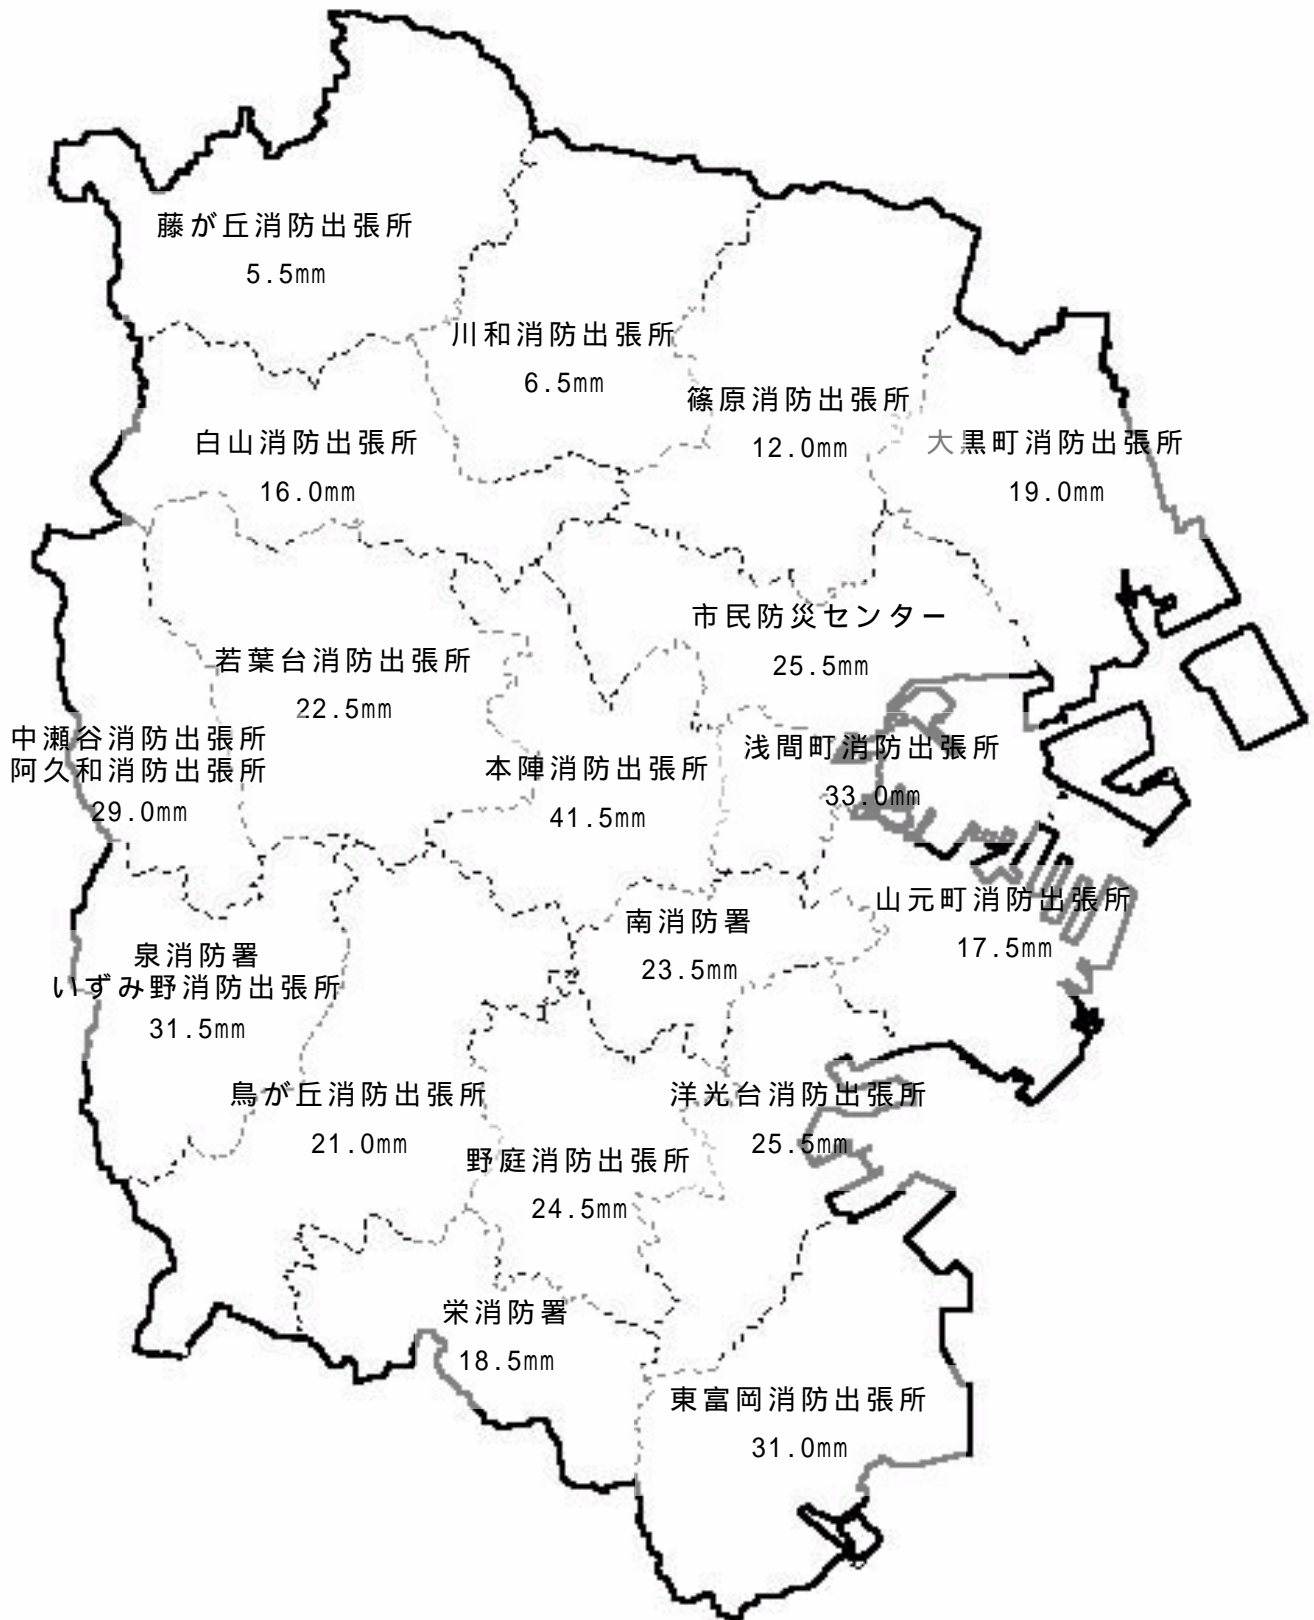 藤が丘消防出張所
5.5mm
川和消防出張所
6.5mm
篠原消防出張所
12.0mm
大黒町消防出張所
19.0mm
白山消防出張所
16.0mm
市民防災センター
25.5mm
若葉台消防出張所
22.5mm
中瀬谷消防出張所
阿久和消防出張所
29.0mm
本陣消防出張所
41.5mm
浅間町消防出張所
33.0mm
山元町消防出張所
17.5mm
南消防署
23.5mm
泉消防署
いずみ野消防出張所
31.5mm
鳥が丘消防出張所
21.0mm
洋光台消防出張所
25.5mm
野庭消防出張所
24.5mm
栄消防署
18.5mm
東富岡消防出張所
31.0mm